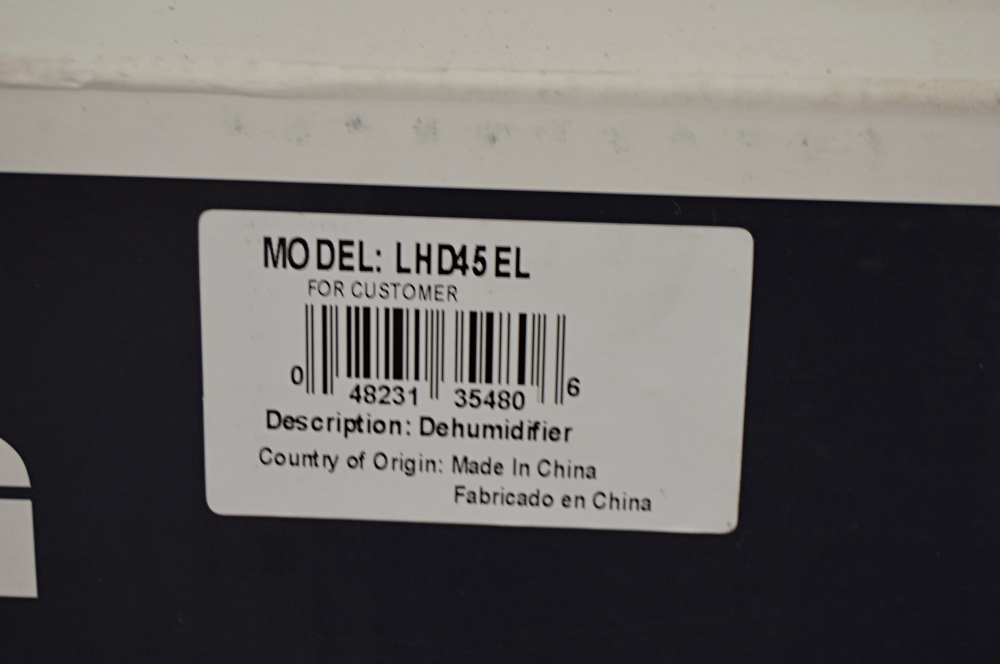 MODEL: LHD45EL
FOR CUSTOMER
0 48231 35480 6
Description: Dehumidifier
Country of Origin: Made In China
Fabricado en China